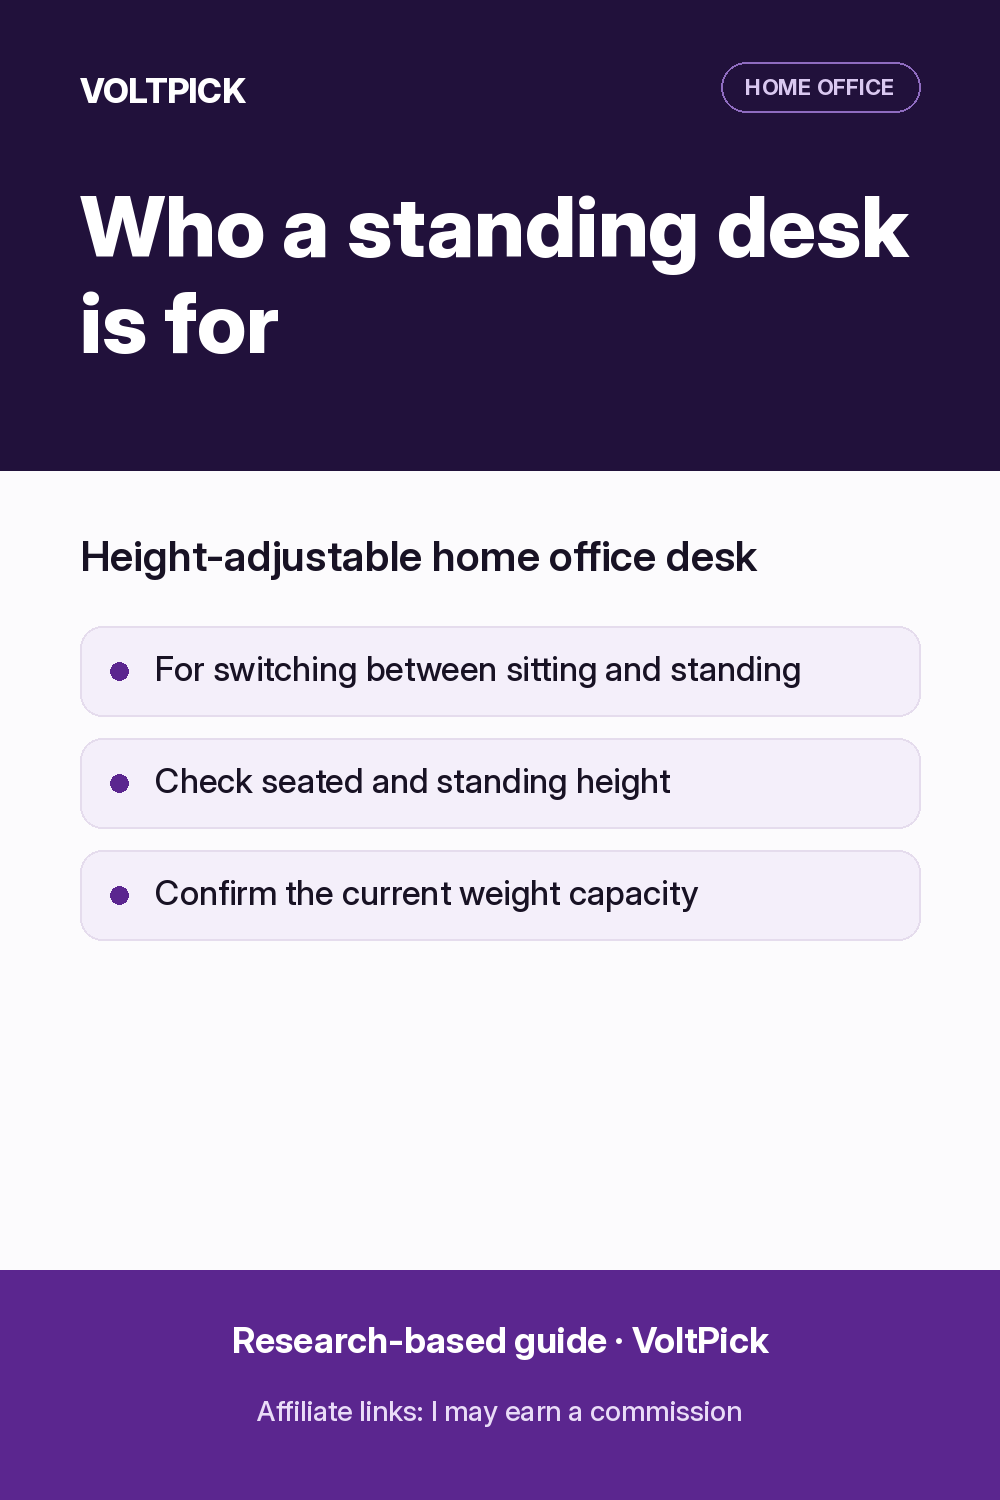 VOLTPICK
HOME OFFICE
Who a standing desk
is for
Height-adjustable home office desk
For switching between sitting and standing
Check seated and standing height
Confirm the current weight capacity
Research-based guide · VoltPick
Affiliate links: I may earn a commission